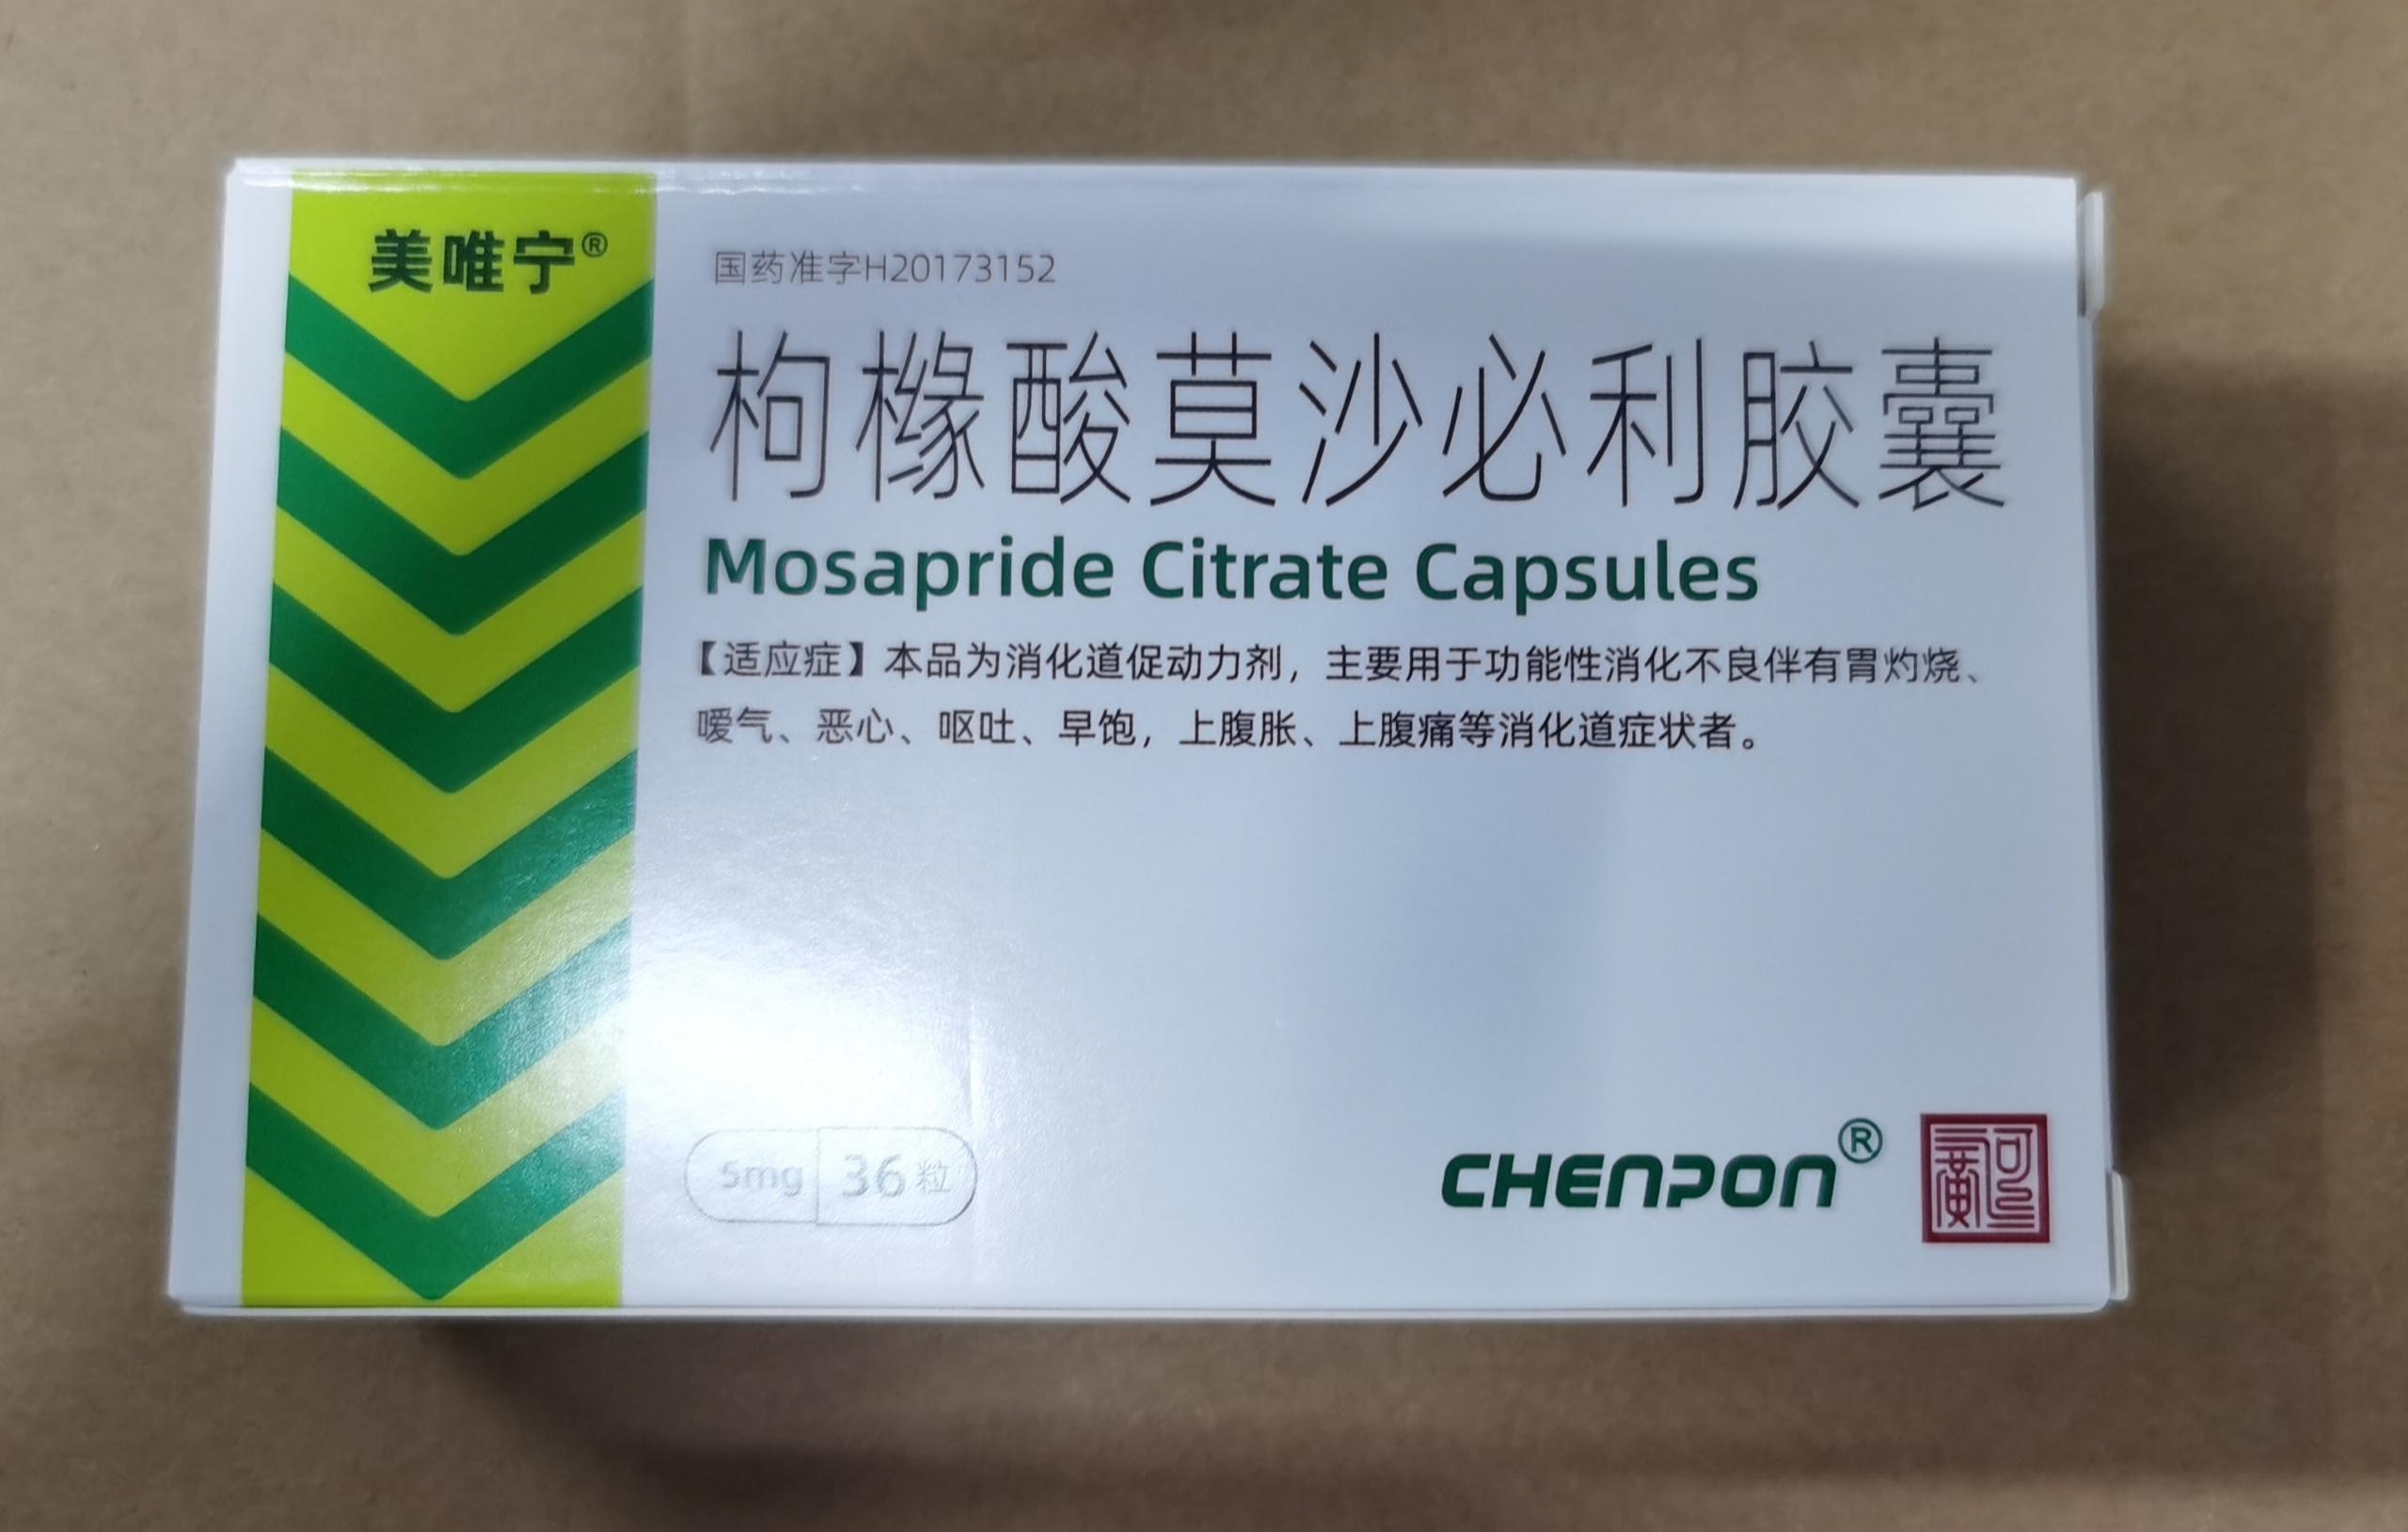 美唯宁®
国药准字H20173152
枸橼酸莫沙必利胶囊
Mosapride Citrate Capsules
【适应症】本品为消化道促动力剂，主要用于功能性消化不良伴有胃灼烧、
嗳气、恶心、呕吐、早饱，上腹胀、上腹痛等消化道症状者。
5mg 36粒
CHENPON®